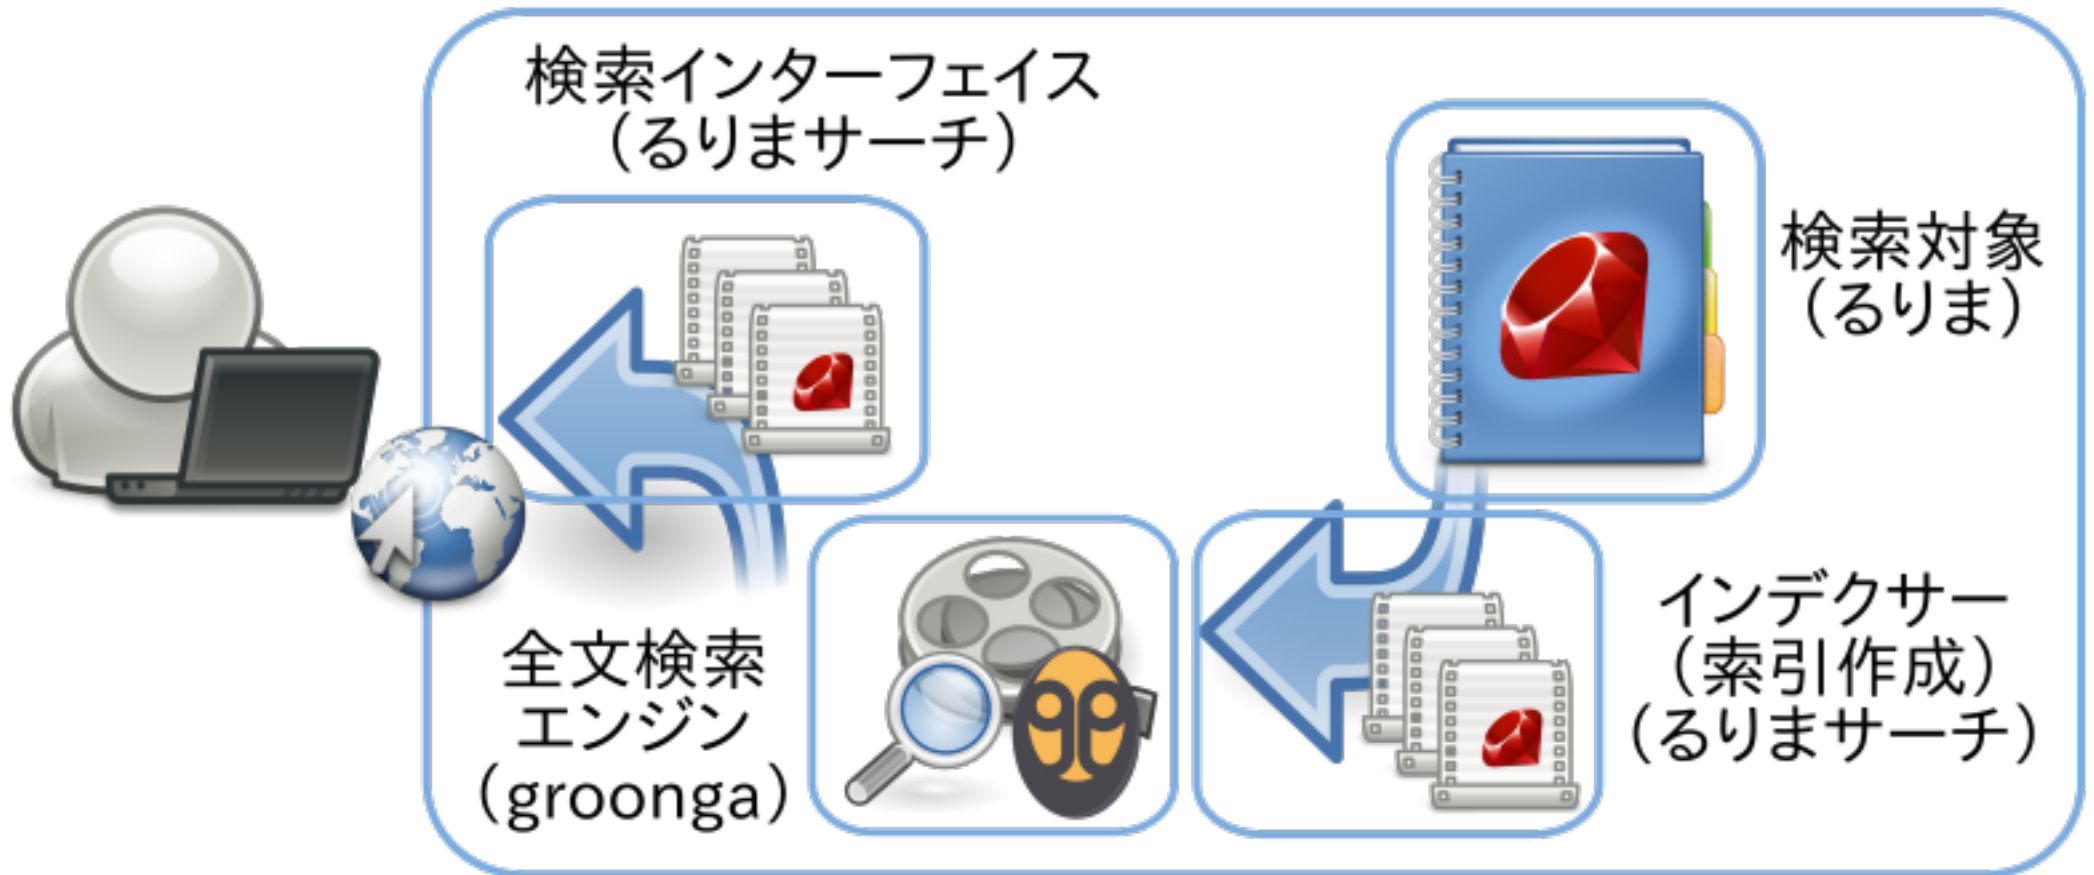 検索インターフェイス
（るりまサーチ）
検索対象
（るりま）
全文検索
エンジン
（groonga）
インデクサー
（索引作成）
（るりまサーチ）